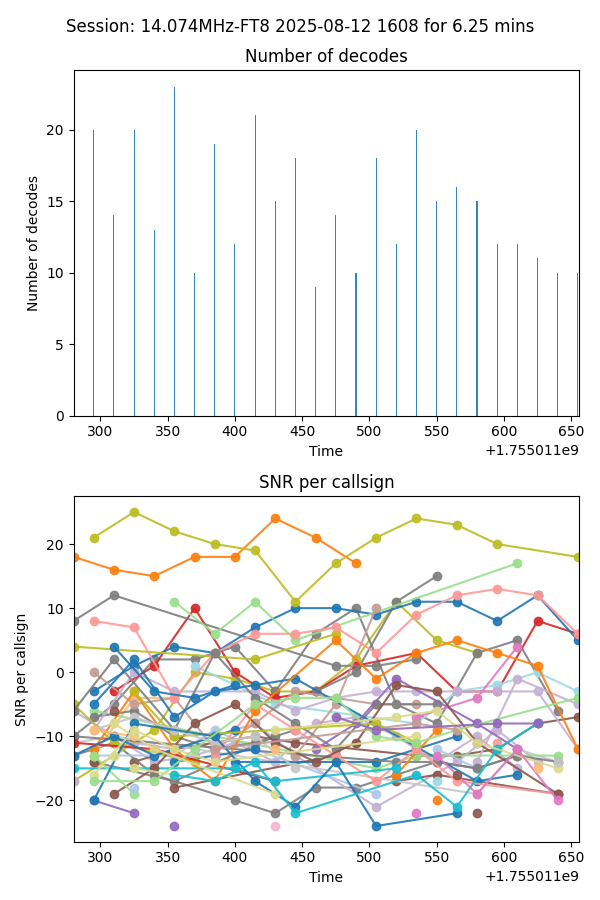 Session: 14.074MHz-FT8 2025-08-12 1608 for 6.25 mins
Number of decodes
Number of decodes
20
15
10
5
0
300 350 400 450 500 550 600 650
Time
+1.755011e9
SNR per callsign
SNR per callsign
20
10
0
−10
−20
300 350 400 450 500 550 600 650
Time
+1.755011e9